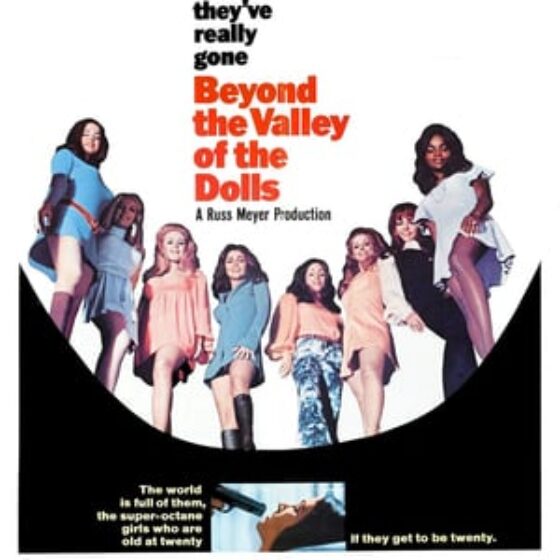 they've
really
gone
Beyond
the Valley
of the
Dolls
A Russ Meyer Production
The world
is full of them,
the super-octane
girls who are
old at twenty
If they get to be twenty.